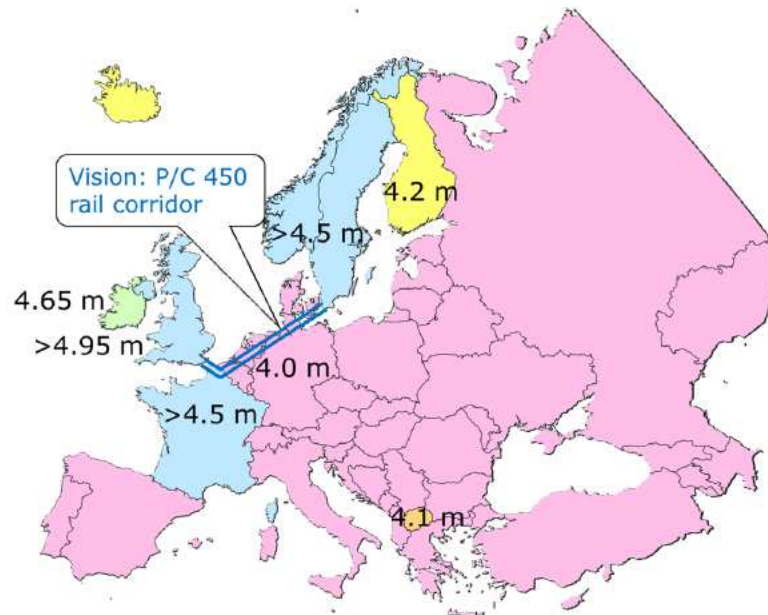 Vision: P/C 450
rail corridor
4.2 m
>4.5 m
4.65 m
>4.95 m
4.0 m
>4.5 m
4.1 m